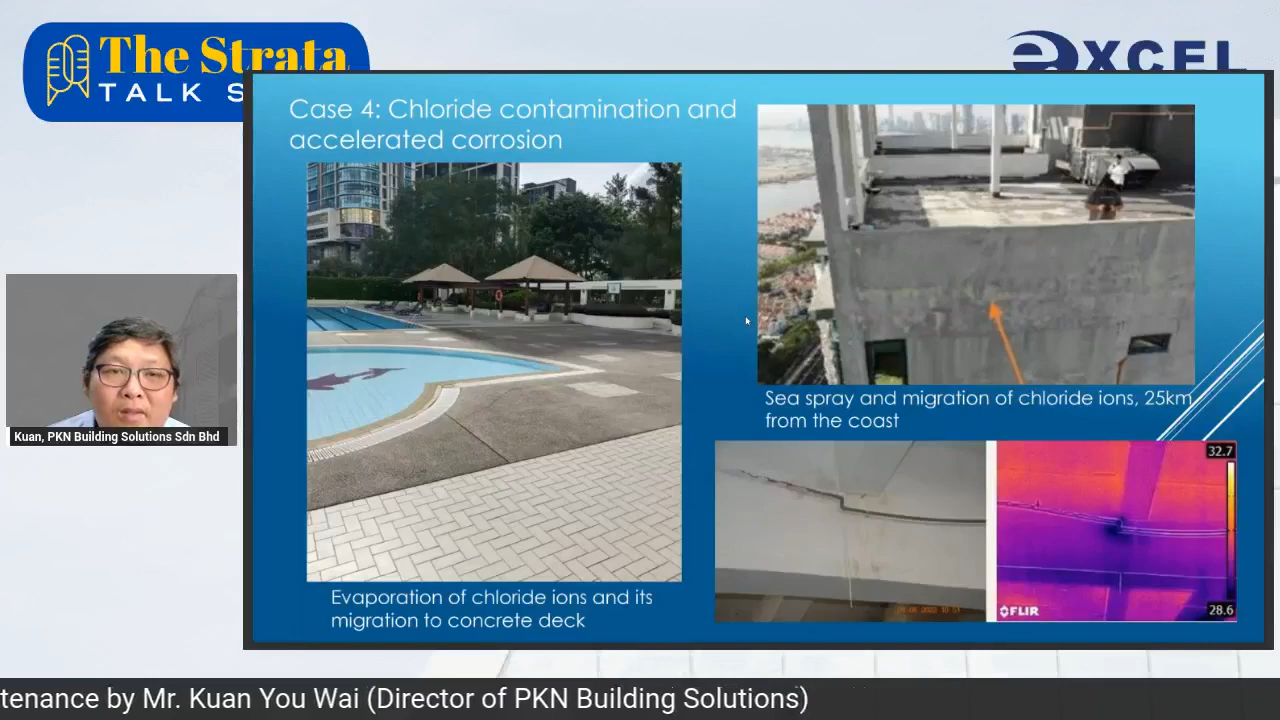 The Strata
TALK S
EXCEL
Case 4: Chloride contamination and
accelerated corrosion
Sea spray and migration of chloride ions, 25km
from the coast
Kuan, PKN Building Solutions Sdn Bhd
32.7
FLIR
28.6
Evaporation of chloride ions and its
migration to concrete deck
tenance by Mr. Kuan You Wai (Director of PKN Building Solutions)